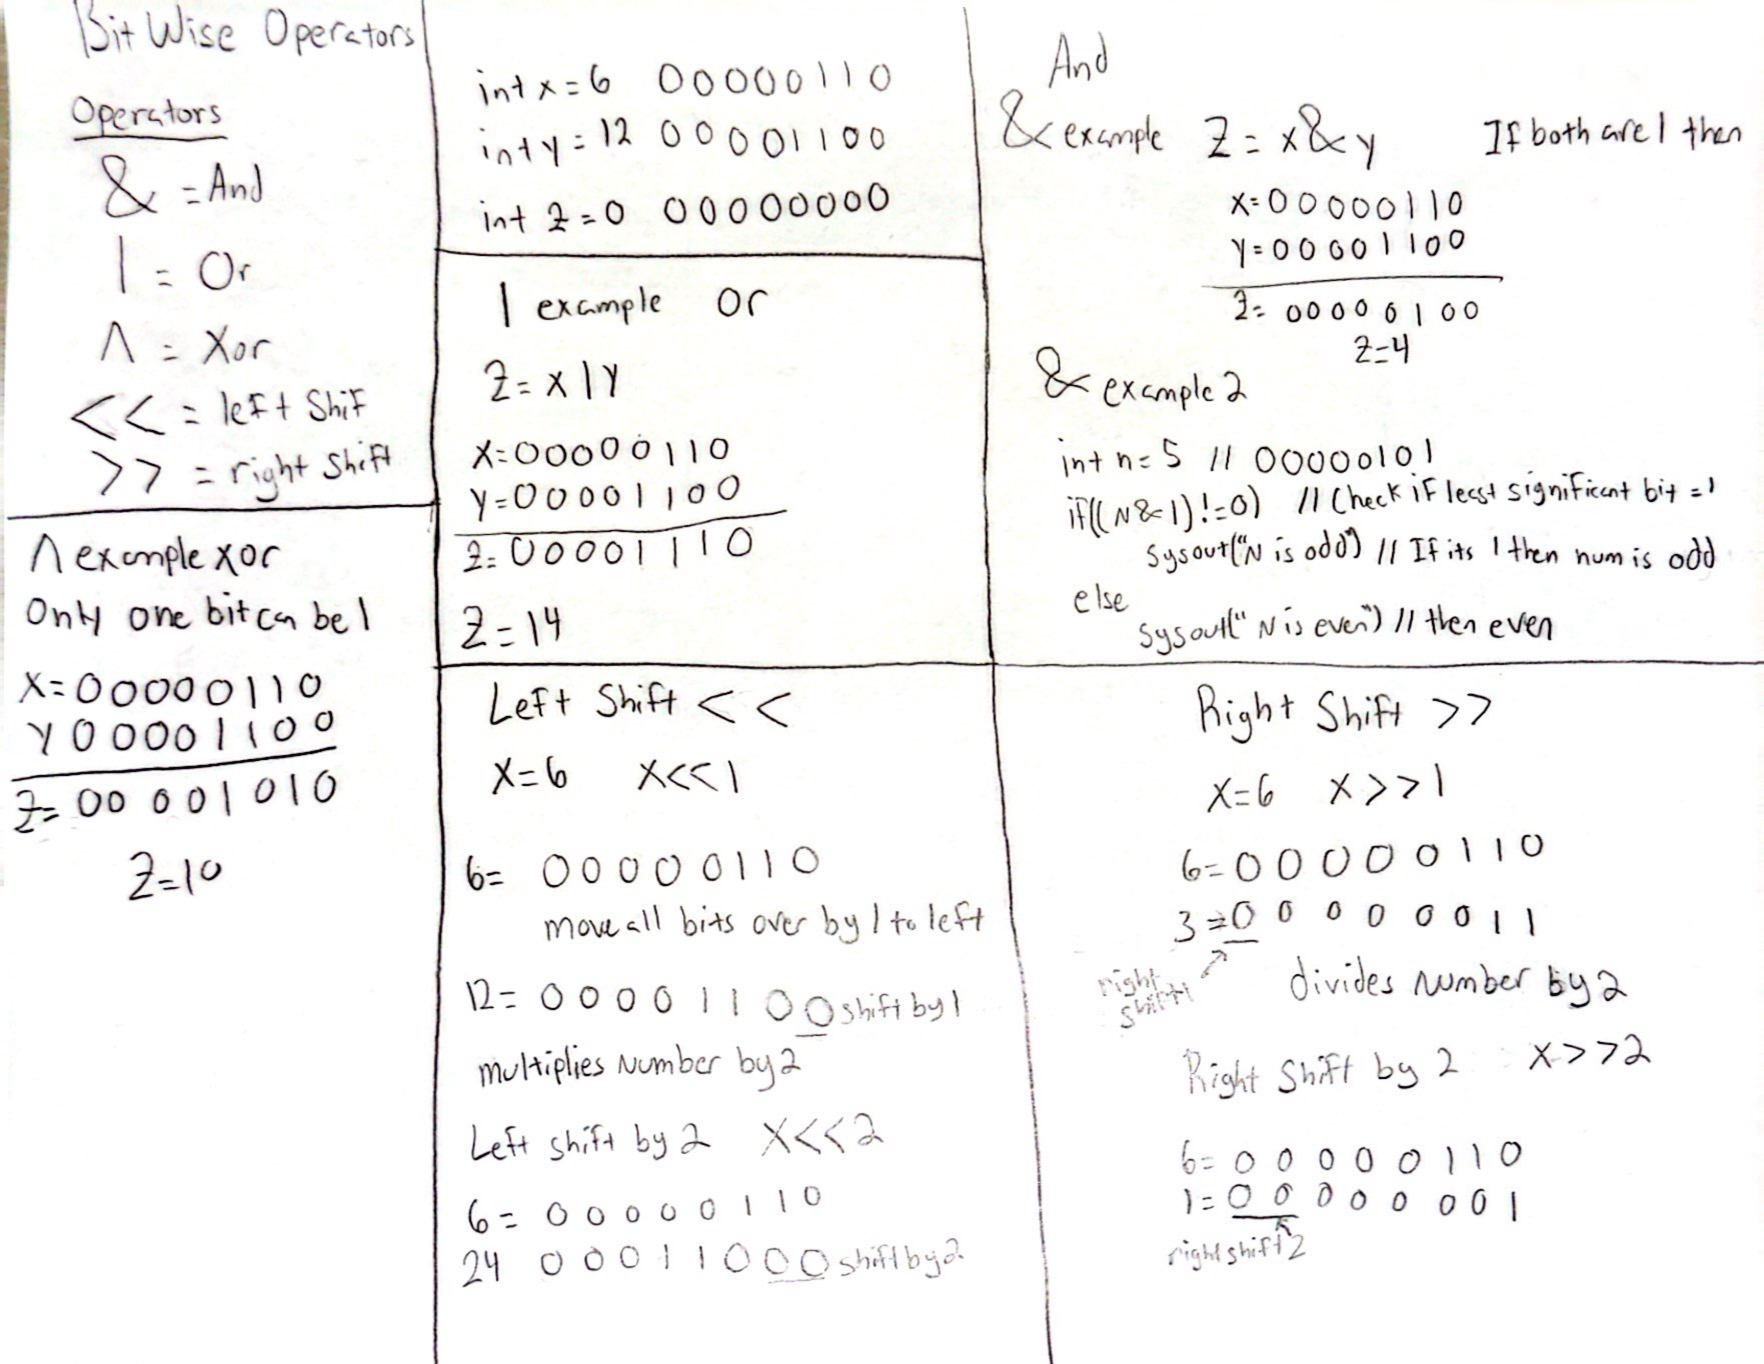 Bit Wise Operators
Operators
& = And
| = Or
^ = Xor
<< = left Shif
>> = right Shift
^ example xor
Only one bit can be 1
X=00000110
Y 00001100
Z= 00001010
Z=10
int x = 6 00000110
int y = 12 00001100
int z = 0 00000000
| example or
Z= x | Y
X=00000110
Y=00001100
Z=00001110
Z=14
Left Shift <<
X=6 X<<1
6= 00000110
move all bits over by 1 to left
12= 00001100 shift by 1
multiplies Number by 2
Left shift by 2 X<<2
6= 00000110
24 00011000 shift by 2
And
& example Z = x & y If both are 1 then
X=00000110
Y=00001100
Z= 00000100
Z=4
& example 2
int n = 5 // 00000101
if((N & 1) != 0) // Check if least significant bit = 1
Sysout("N is odd") // If its 1 then num is odd
else
Sysout("N is even") // then even
Right Shift >>
X=6 X>>1
6=00000110
3=00000011
right shift 1
divides Number by 2
Right Shift by 2 X>>2
6=00000110
1=00000001
right shift 2